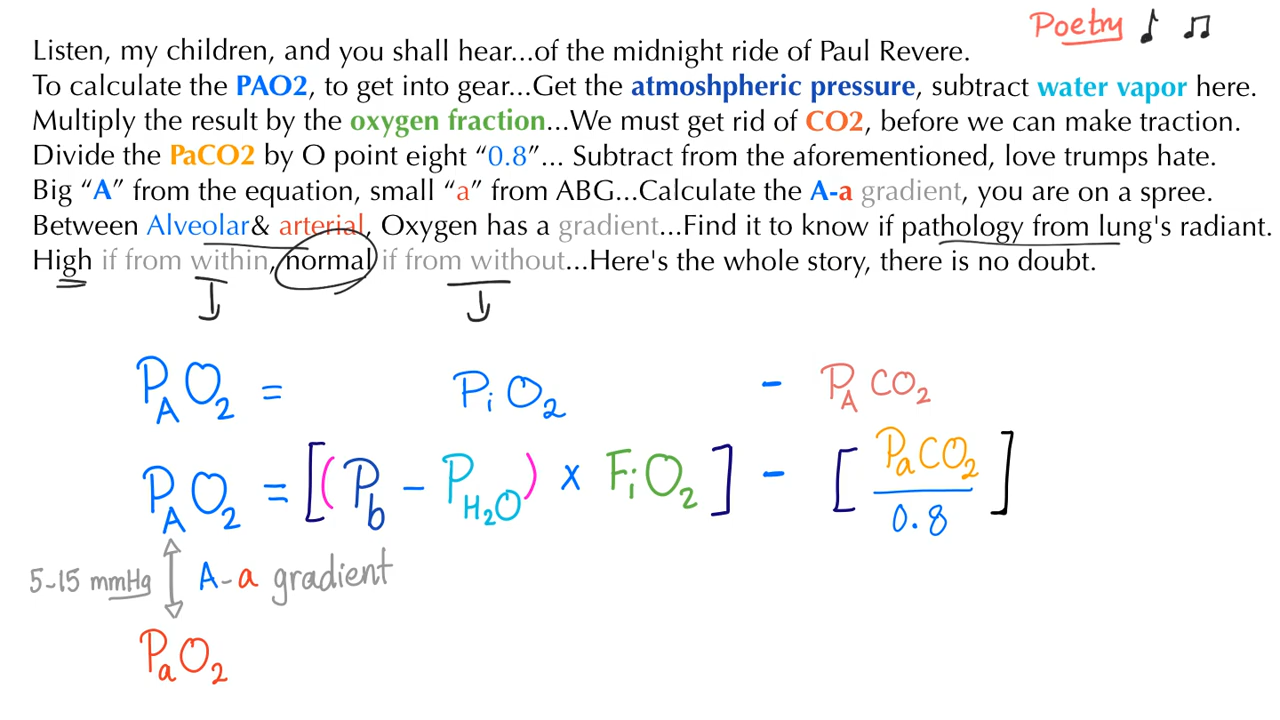 Poetry
Listen, my children, and you shall hear...of the midnight ride of Paul Revere.
To calculate the PAO2, to get into gear...Get the atmoshpheric pressure, subtract water vapor here.
Multiply the result by the oxygen fraction...We must get rid of CO2, before we can make traction.
Divide the PaCO2 by O point eight “0.8”... Subtract from the aforementioned, love trumps hate.
Big “A” from the equation, small “a” from ABG...Calculate the A-a gradient, you are on a spree.
Between Alveolar& arterial, Oxygen has a gradient...Find it to know if pathology from lung's radiant.
High if from within, normal if from without...Here's the whole story, there is no doubt.
PAO2 = PiO2 - PACO2
PAO2 = [(Pb - PH2O) x FiO2] - [PaCO2 / 0.8]
5-15 mmHg A-a gradient
PaO2